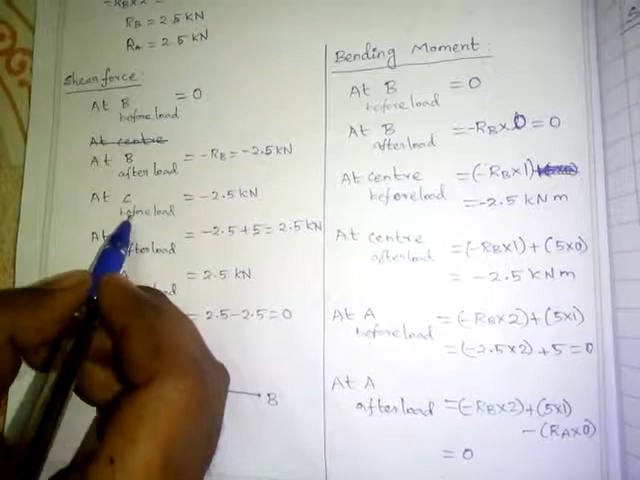 = RB×2 =
RB = 2.5 KN
RA = 2.5 KN
Shear force:
At B before load = 0
At centre
At B after load = -RB = -2.5 KN
At C before load = -2.5 KN
At after load = -2.5+5 = 2.5 KN
= 2.5 KN
- 2.5-2.5 = 0
B
Bending Moment:
At B before load = 0
At B after load = -RB×0 = 0
At centre before load = (-RB×1)
= -2.5 KNm
At centre after load = (-RB×1) + (5×0)
= -2.5 KNm
At A before load = (-RB×2)+(5×1)
= (-2.5×2) +5 = 0
At A
after load = (-RB×2)+(5×1)
- (RA×0)
= 0